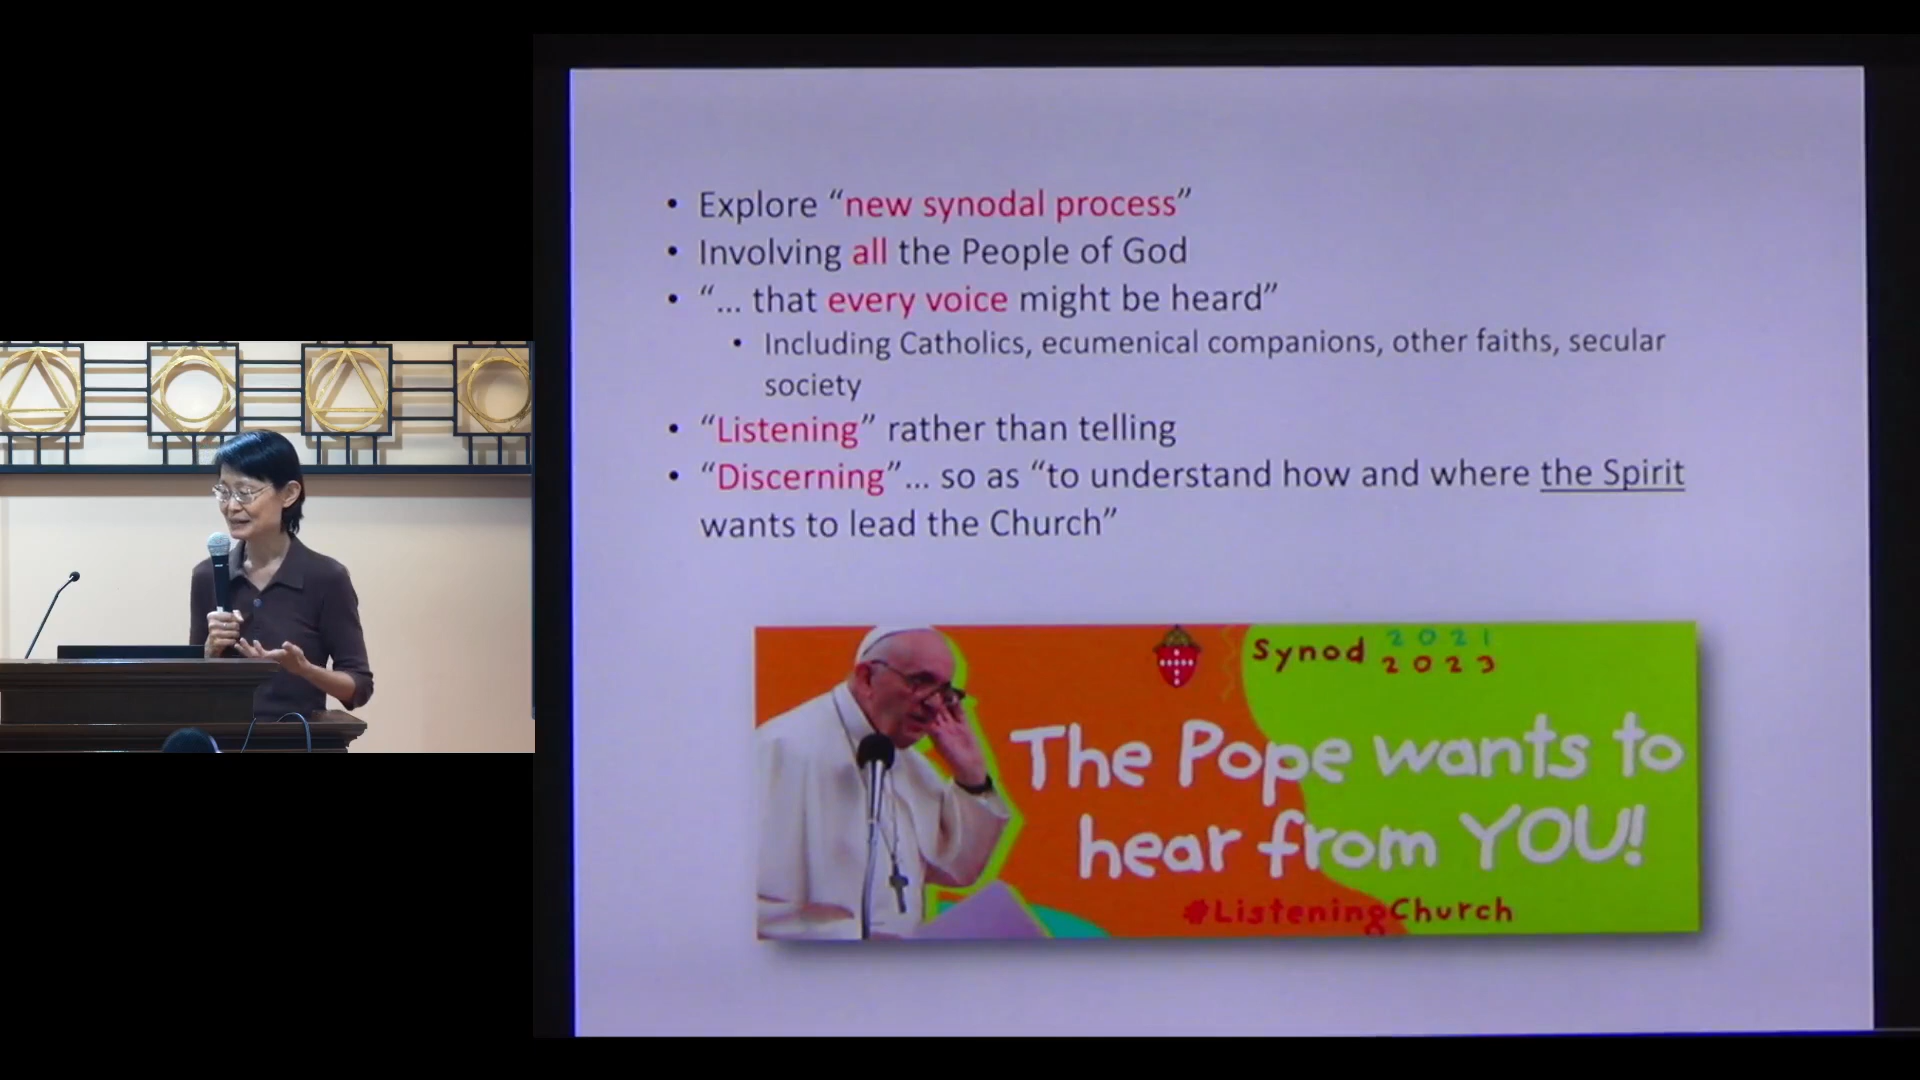 • Explore “new synodal process”
• Involving all the People of God
• “... that every voice might be heard”
• Including Catholics, ecumenical companions, other faiths, secular
society
• “Listening” rather than telling
• “Discerning”... so as “to understand how and where the Spirit
wants to lead the Church”
Synod 2021
2023
The Pope wants to
hear from YOU!
#ListeningChurch